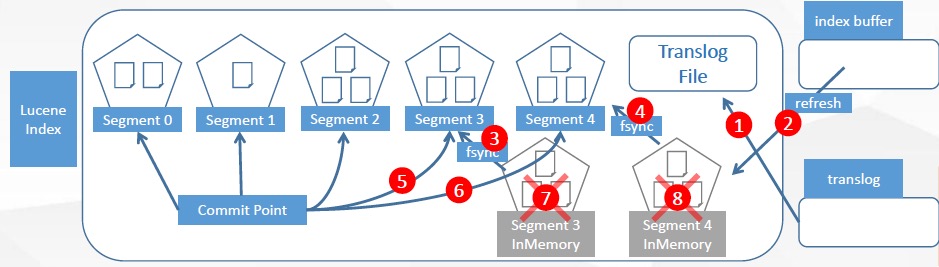 Lucene
Index
Segment 0
Segment 1
Segment 2
Segment 3
Segment 4
Translog
File
index buffer
refresh
translog
1
2
3
4
fsync
fsync
5
6
Commit Point
7
8
Segment 3
InMemory
Segment 4
InMemory